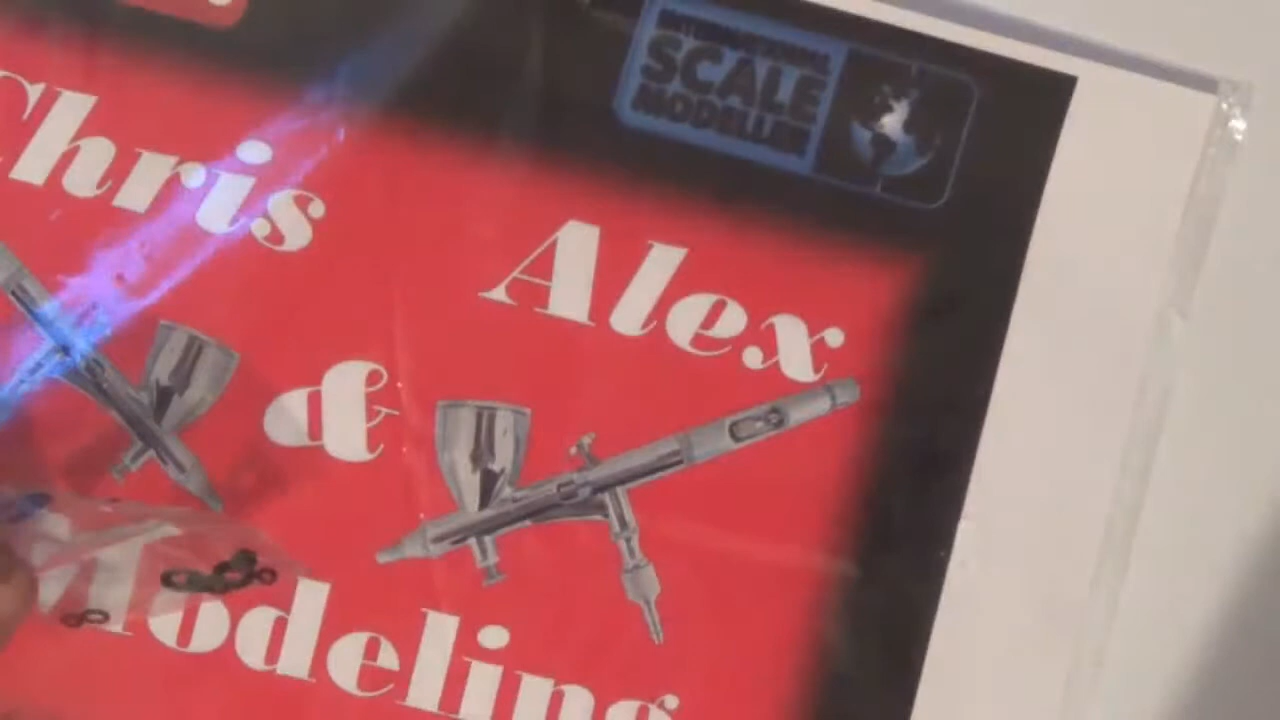 INTERNATIONAL
SCALE
MODELLER
Chris
Alex
&
Modeling